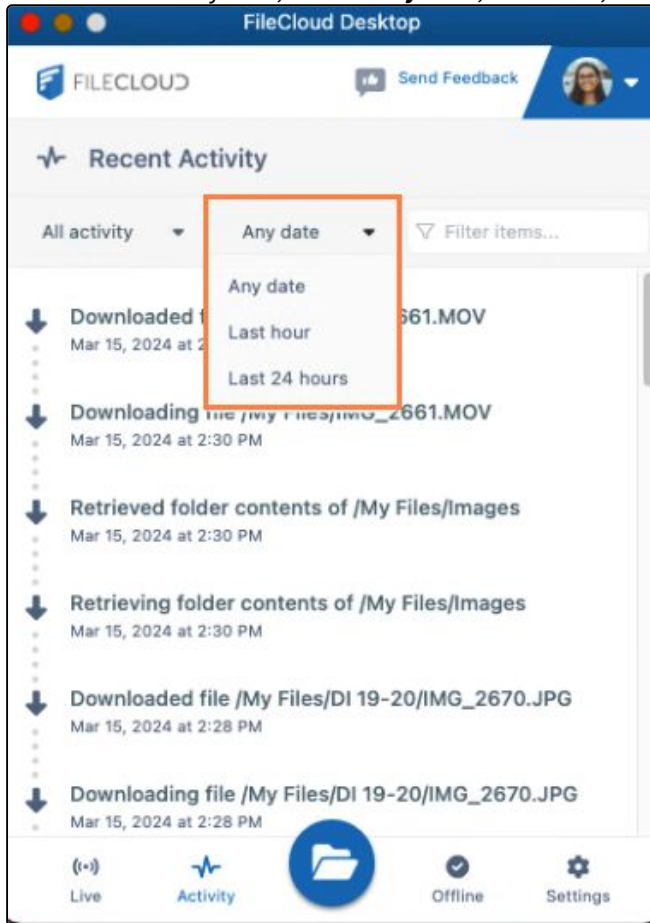 FileCloud Desktop
FILECLOUD
Send Feedback
Recent Activity
All activity
Any date
Filter items...
Any date
Last hour
Last 24 hours
Downloaded 661.MOV
Mar 15, 2024 at 2
Downloading file /My Files/IMG_2661.MOV
Mar 15, 2024 at 2:30 PM
Retrieved folder contents of /My Files/Images
Mar 15, 2024 at 2:30 PM
Retrieving folder contents of /My Files/Images
Mar 15, 2024 at 2:30 PM
Downloaded file /My Files/DI 19-20/IMG_2670.JPG
Mar 15, 2024 at 2:28 PM
Downloading file /My Files/DI 19-20/IMG_2670.JPG
Mar 15, 2024 at 2:28 PM
Live
Activity
Offline
Settings